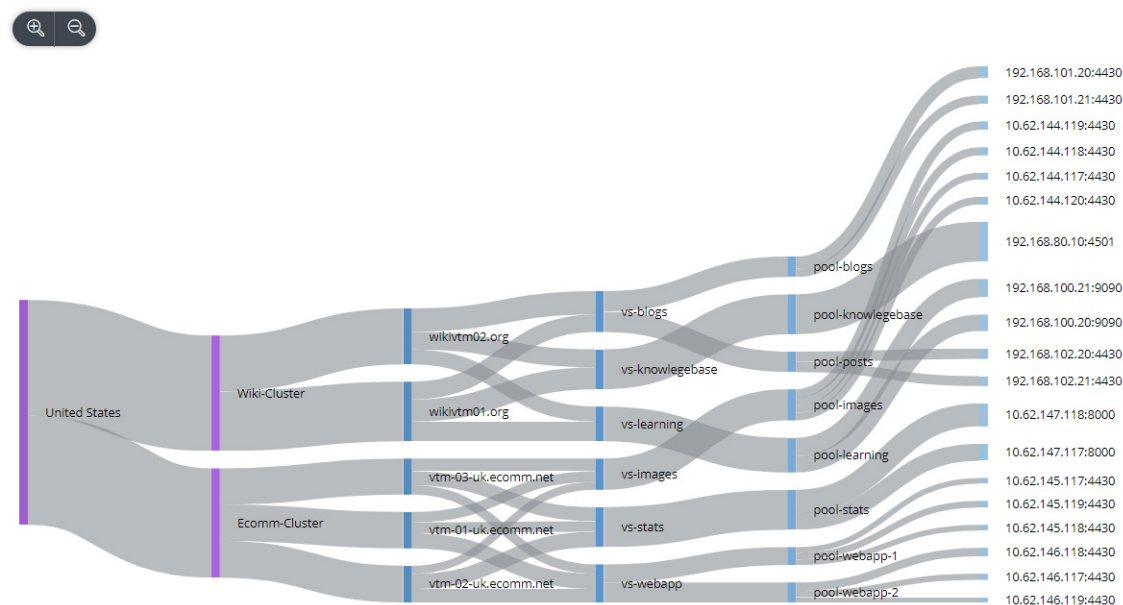 United States
Wiki-Cluster
Ecomm-Cluster
wikivtm02.org
wikivtm01.org
vtm-03-uk.ecomm.net
vtm-01-uk.ecomm.net
vtm-02-uk.ecomm.net
vs-blogs
vs-knowlegebase
vs-learning
vs-images
vs-stats
vs-webapp
pool-blogs
pool-knowlegebase
pool-posts
pool-images
pool-learning
pool-stats
pool-webapp-1
pool-webapp-2
192.168.101.20:4430
192.168.101.21:4430
10.62.144.119:4430
10.62.144.118:4430
10.62.144.117:4430
10.62.144.120:4430
192.168.80.10:4501
192.168.100.21:9090
192.168.100.20:9090
192.168.102.20:4430
192.168.102.21:4430
10.62.147.118:8000
10.62.147.117:8000
10.62.145.117:4430
10.62.145.119:4430
10.62.145.118:4430
10.62.146.118:4430
10.62.146.117:4430
10.62.146.119:4430